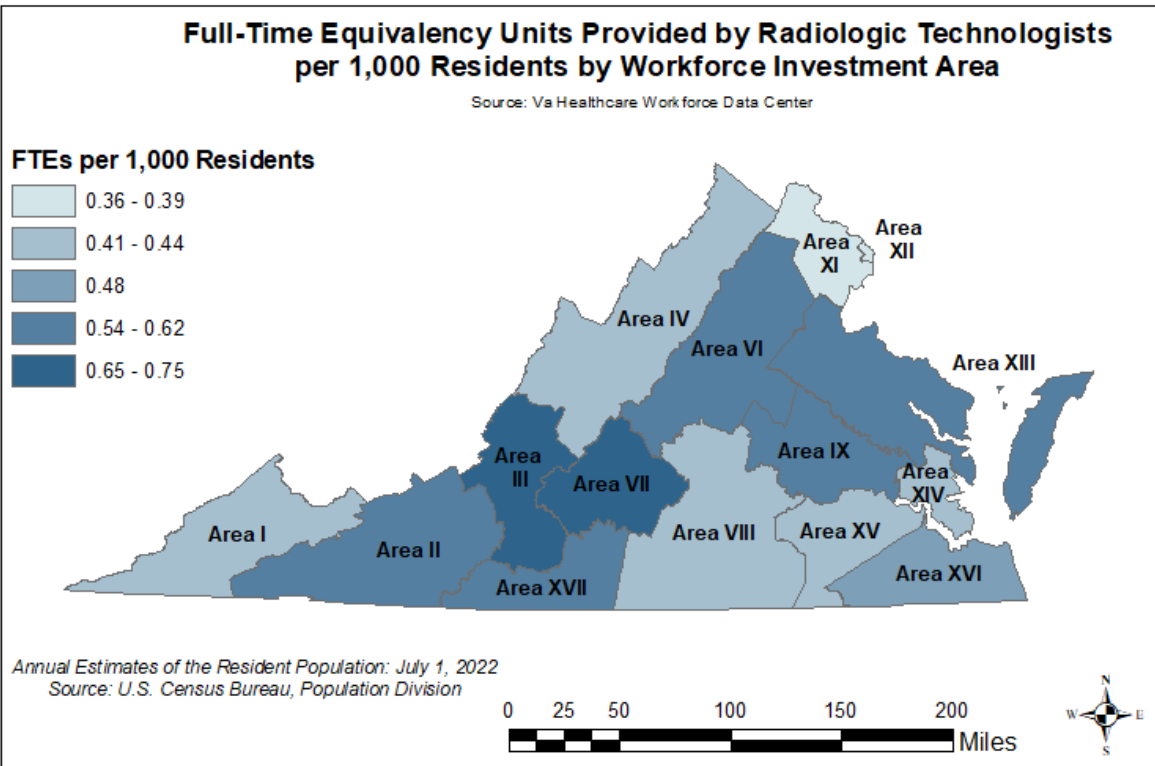 Full-Time Equivalency Units Provided by Radiologic Technologists
per 1,000 Residents by Workforce Investment Area
Source: Va Healthcare Workforce Data Center
FTEs per 1,000 Residents
0.36 - 0.39
0.41 - 0.44
0.48
0.54 - 0.62
0.65 - 0.75
Area
XI
Area
XII
Area IV
Area VI
Area XIII
Area
III
Area VII
Area IX
Area
XIV
Area I
Area II
Area VIII
Area XV
Area XVII
Area XVI
Annual Estimates of the Resident Population: July 1, 2022
Source: U.S. Census Bureau, Population Division
0 25 50 100 150 200
Miles
N
W E
S